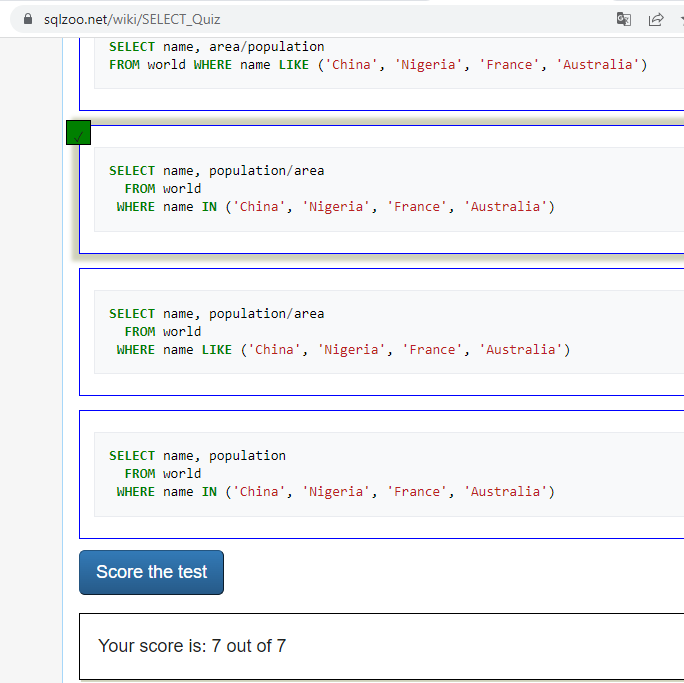 sqlzoo.net/wiki/SELECT_Quiz
SELECT name, area/population
FROM world WHERE name LIKE ('China', 'Nigeria', 'France', 'Australia')
SELECT name, population/area
FROM world
WHERE name IN ('China', 'Nigeria', 'France', 'Australia')
SELECT name, population/area
FROM world
WHERE name LIKE ('China', 'Nigeria', 'France', 'Australia')
SELECT name, population
FROM world
WHERE name IN ('China', 'Nigeria', 'France', 'Australia')
Score the test
Your score is: 7 out of 7